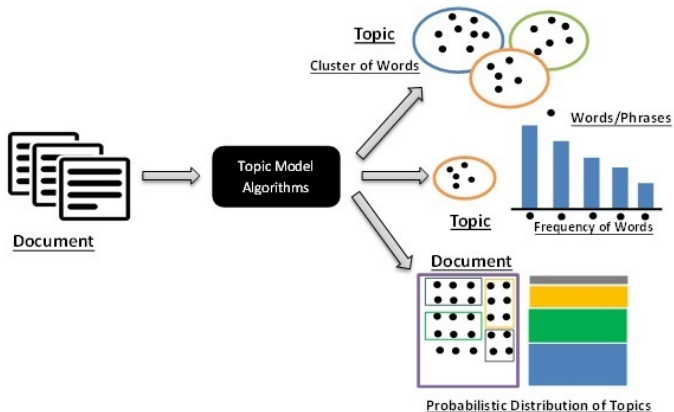 Topic
Cluster of Words
Words/Phrases
Topic Model
Algorithms
Document
Topic
Frequency of Words
Document
Probabilistic Distribution of Topics